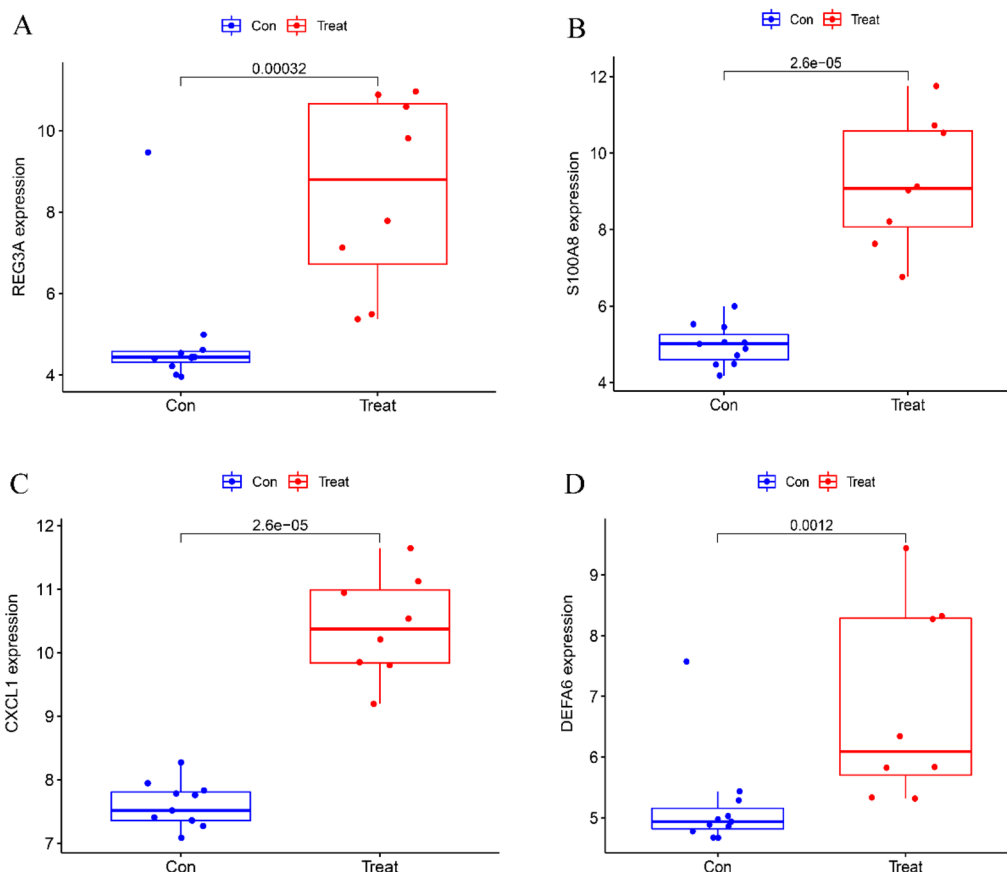 A
Con Treat
0.00032
10
8
6
4
REG3A expression
Con Treat
B
Con Treat
2.6e−05
12
10
8
6
4
S100A8 expression
Con Treat
C
Con Treat
2.6e−05
12
11
10
9
8
7
CXCL1 expression
Con Treat
D
Con Treat
0.0012
9
8
7
6
5
DEFA6 expression
Con Treat